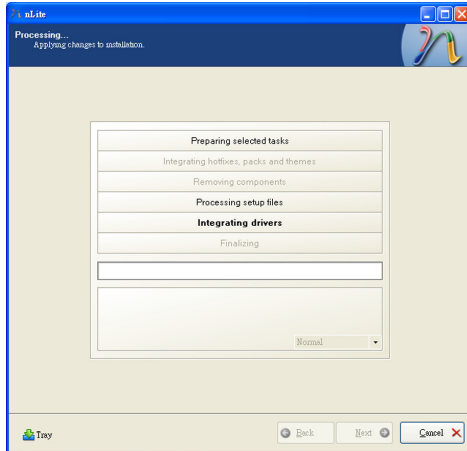 nLite
Processing...
Applying changes to installation.
Preparing selected tasks
Integrating hotfixes, packs and themes
Removing components
Processing setup files
Integrating drivers
Finalizing
Normal
Tray
Back
Next
Cancel